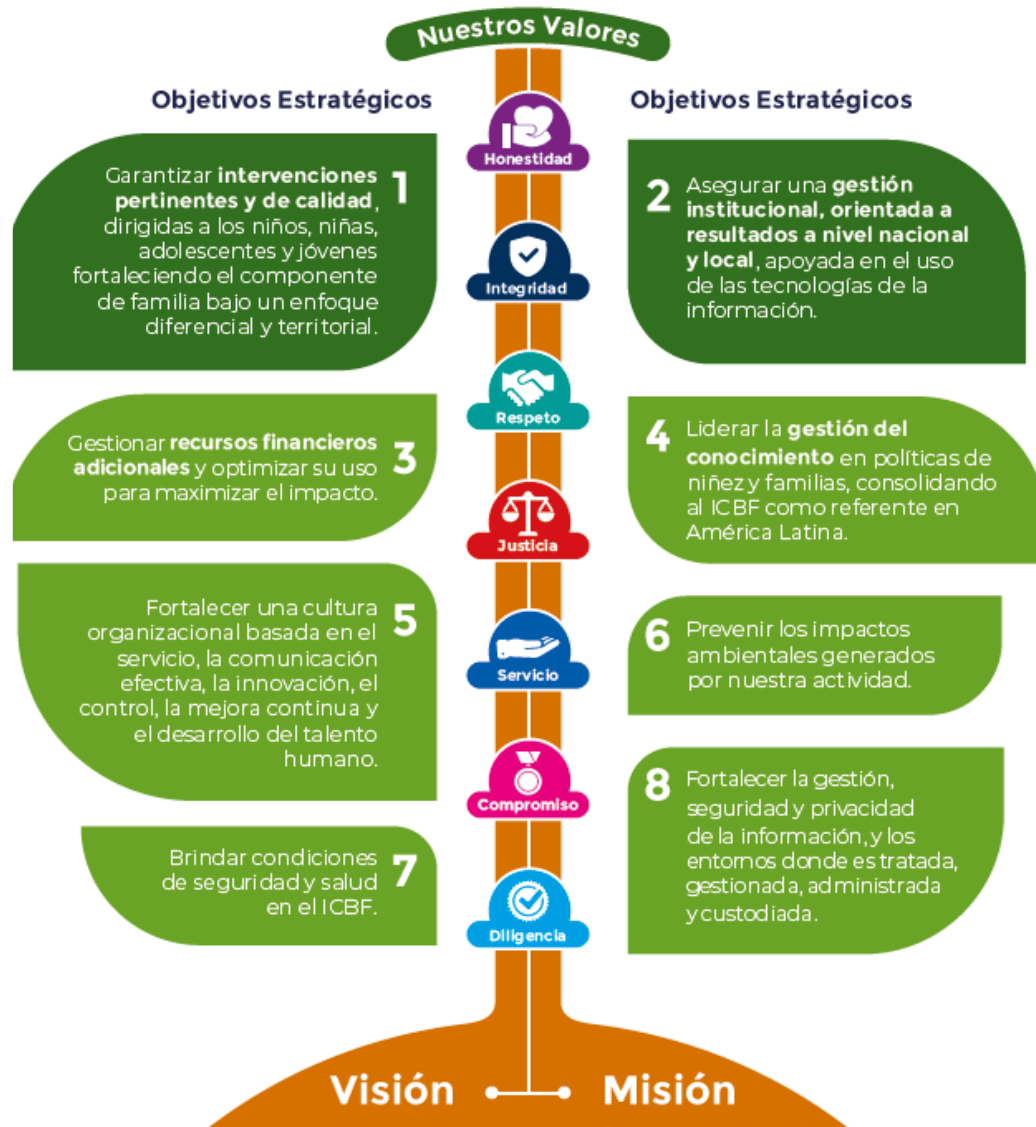 Nuestros Valores
Objetivos Estratégicos
Objetivos Estratégicos
Honestidad
Garantizar intervenciones
pertinentes y de calidad,
dirigidas a los niños, niñas,
adolescentes y jóvenes
fortaleciendo el componente
de familia bajo un enfoque
diferencial y territorial.
1
2
Asegurar una gestión
institucional, orientada a
resultados a nivel nacional
y local, apoyada en el uso
de las tecnologías de la
información.
Integridad
Respeto
Gestionar recursos financieros
adicionales y optimizar su uso
para maximizar el impacto.
3
4
Liderar la gestión del
conocimiento en políticas de
niñez y familias, consolidando
al ICBF como referente en
América Latina.
Justicia
Fortalecer una cultura
organizacional basada en el
servicio, la comunicación
efectiva, la innovación, el
control, la mejora continua y
el desarrollo del talento
humano.
5
6
Prevenir los impactos
ambientales generados
por nuestra actividad.
Servicio
Compromiso
Brindar condiciones
de seguridad y salud
en el ICBF.
7
8
Fortalecer la gestión,
seguridad y privacidad
de la información, y los
entornos donde es tratada,
gestionada, administrada
y custodiada.
Diligencia
Visión
Misión